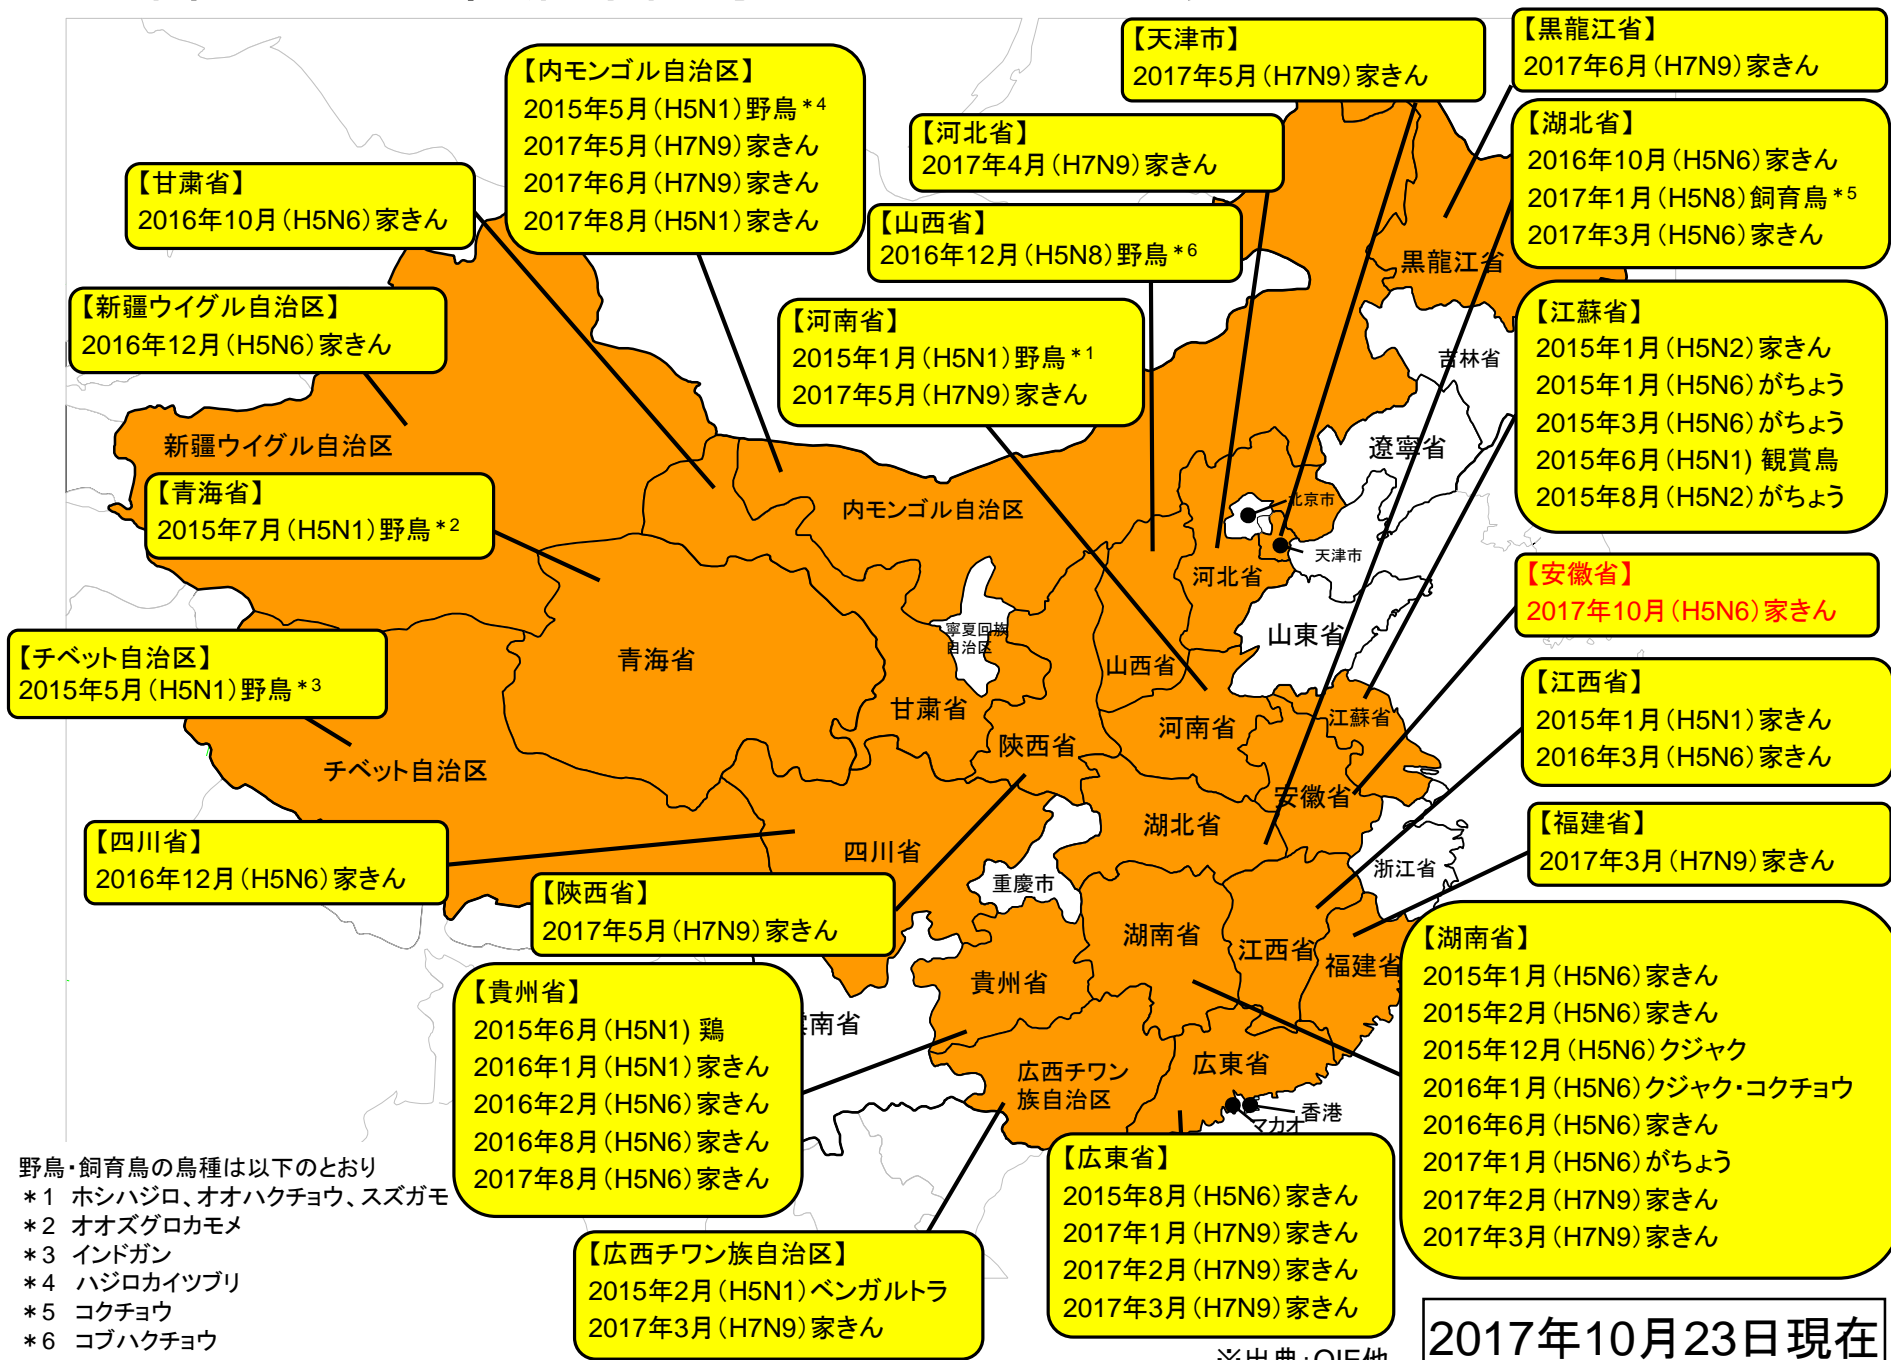 【天津市】
2017年5月（H7N9）家きん
【黒龍江省】
2017年6月（H7N9）家きん
【内モンゴル自治区】
2015年5月（H5N1）野鳥*4
2017年5月（H7N9）家きん
2017年6月（H7N9）家きん
2017年8月（H5N1）家きん
【河北省】
2017年4月（H7N9）家きん
【湖北省】
2016年10月（H5N6）家きん
2017年1月（H5N8）飼育鳥*5
2017年3月（H5N6）家きん
【甘粛省】
2016年10月（H5N6）家きん
【山西省】
2016年12月（H5N8）野鳥*6
【新疆ウイグル自治区】
2016年12月（H5N6）家きん
【河南省】
2015年1月（H5N1）野鳥*1
2017年5月（H7N9）家きん
【江蘇省】
2015年1月（H5N2）家きん
2015年1月（H5N6）がちょう
2015年3月（H5N6）がちょう
2015年6月（H5N1）観賞鳥
2015年8月（H5N2）がちょう
黒龍江省
吉林省
遼寧省
新疆ウイグル自治区
【青海省】
2015年7月（H5N1）野鳥*2
内モンゴル自治区
北京市
天津市
河北省
【安徽省】
2017年10月（H5N6）家きん
寧夏回族
自治区
山東省
【チベット自治区】
2015年5月（H5N1）野鳥*3
青海省
山西省
【江西省】
2015年1月（H5N1）家きん
2016年3月（H5N6）家きん
甘粛省
陝西省
河南省
江蘇省
チベット自治区
安徽省
湖北省
【四川省】
2016年12月（H5N6）家きん
四川省
重慶市
浙江省
【福建省】
2017年3月（H7N9）家きん
【陝西省】
2017年5月（H7N9）家きん
湖南省
江西省
福建省
【湖南省】
2015年1月（H5N6）家きん
2015年2月（H5N6）家きん
2015年12月（H5N6）クジャク
2016年1月（H5N6）クジャク・コクチョウ
2016年6月（H5N6）家きん
2017年1月（H5N6）がちょう
2017年2月（H7N9）家きん
2017年3月（H7N9）家きん
貴州省
南省
【貴州省】
2015年6月（H5N1）鶏
2016年1月（H5N1）家きん
2016年2月（H5N6）家きん
2016年8月（H5N6）家きん
2017年8月（H5N6）家きん
広西チワン
族自治区
広東省
香港
マカオ
【広東省】
2015年8月（H5N6）家きん
2017年1月（H7N9）家きん
2017年2月（H7N9）家きん
2017年3月（H7N9）家きん
【広西チワン族自治区】
2015年2月（H5N1）ベンガルトラ
2017年3月（H7N9）家きん
野鳥・飼育鳥の鳥種は以下のとおり
*1 ホシハジロ、オオハクチョウ、スズガモ
*2 オオズグロカモメ
*3 インドガン
*4 ハジロカイツブリ
*5 コクチョウ
*6 コブハクチョウ
※出典：OIE他
2017年10月23日現在